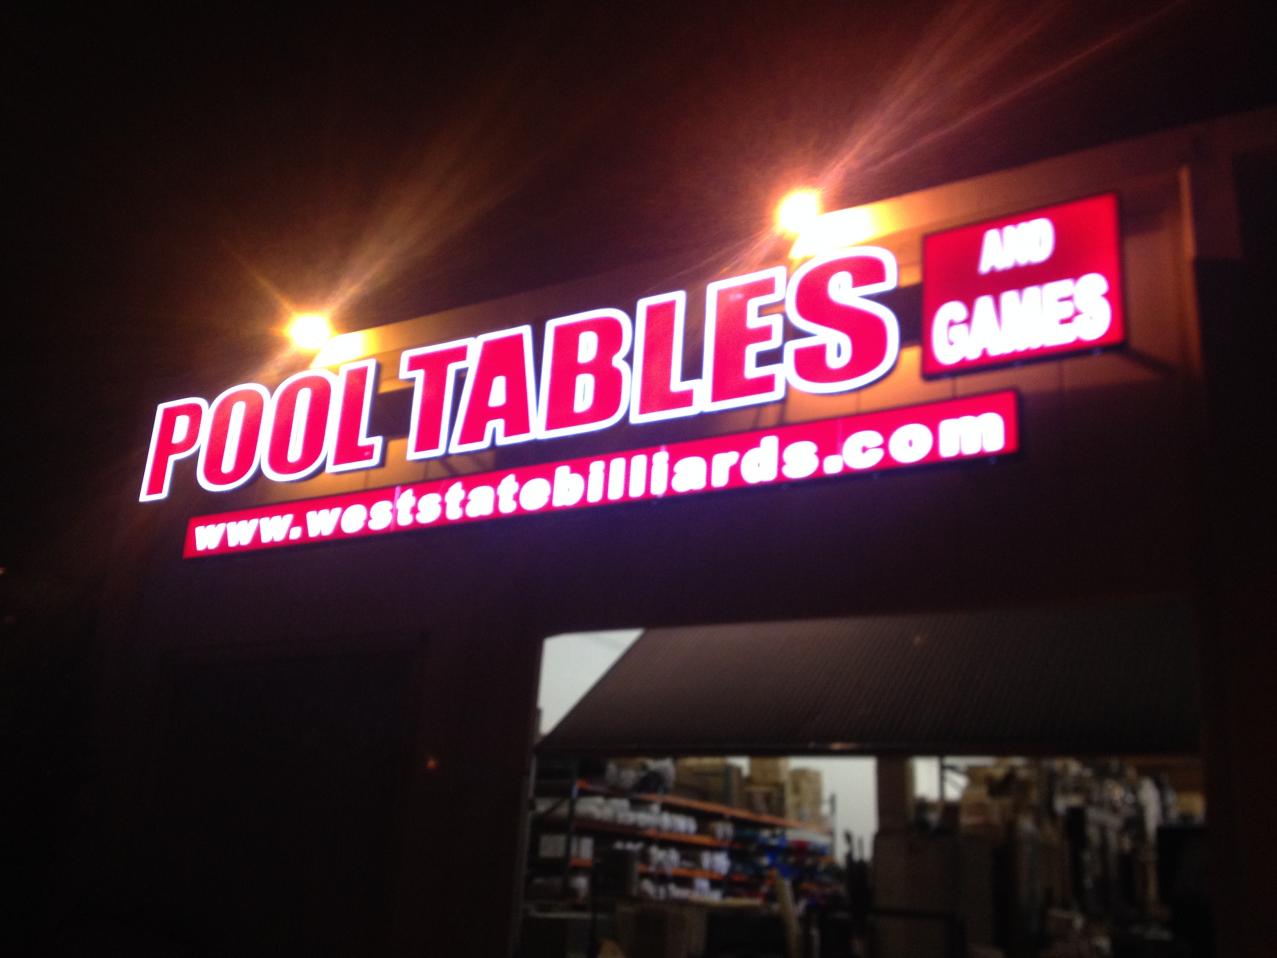 POOL TABLES
AND
GAMES
www.weststatebilliards.com